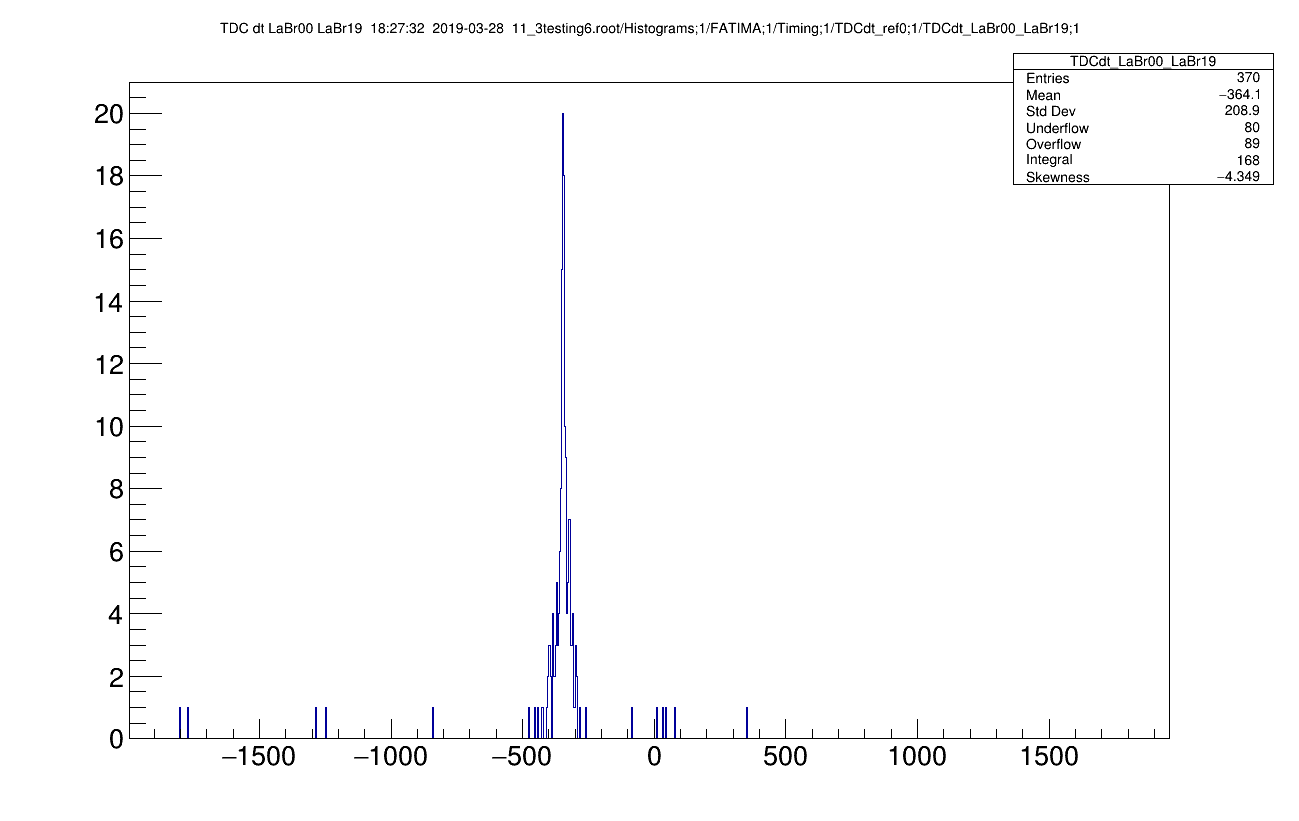 TDC dt LaBr00 LaBr19 18:27:32 2019-03-28 11_3testing6.root/Histograms;1/FATIMA;1/Timing;1/TDCdt_ref0;1/TDCdt_LaBr00_LaBr19;1
TDCdt_LaBr00_LaBr19
Entries 370
Mean −364.1
Std Dev 208.9
Underflow 80
Overflow 89
Integral 168
Skewness −4.349
20
18
16
14
12
10
8
6
4
2
0
−1500 −1000 −500 0 500 1000 1500